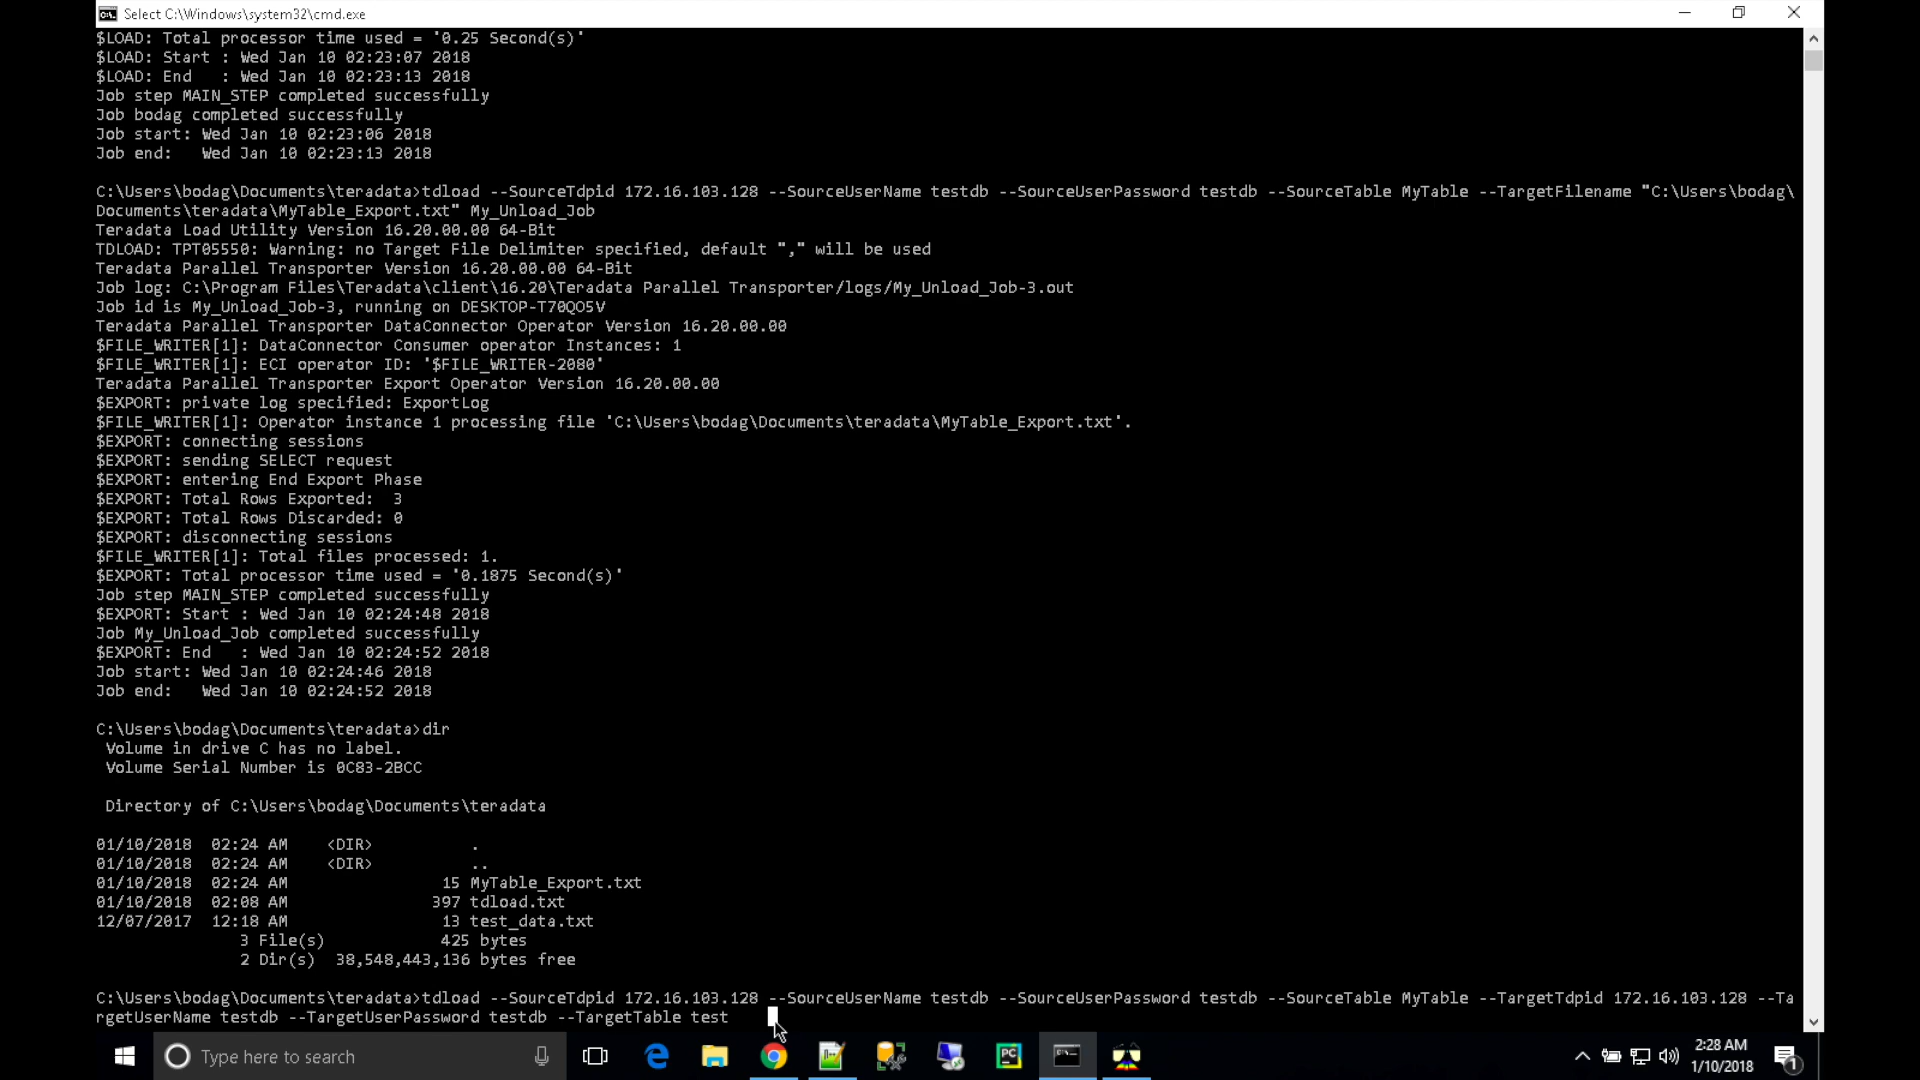 Select C:\Windows\system32\cmd.exe
$LOAD: Total processor time used = '0.25 Second(s)'
$LOAD: Start : Wed Jan 10 02:23:07 2018
$LOAD: End   : Wed Jan 10 02:23:13 2018
Job step MAIN_STEP completed successfully
Job bodag completed successfully
Job start: Wed Jan 10 02:23:06 2018
Job end:   Wed Jan 10 02:23:13 2018
C:\Users\bodag\Documents\teradata>tdload --SourceTdpid 172.16.103.128 --SourceUserName testdb --SourceUserPassword testdb --SourceTable MyTable --TargetFilename "C:\Users\bodag\
Documents\teradata\MyTable_Export.txt" My_Unload_Job
Teradata Load Utility Version 16.20.00.00 64-Bit
TDLOAD: TPT05550: Warning: no Target File Delimiter specified, default "," will be used
Teradata Parallel Transporter Version 16.20.00.00 64-Bit
Job log: C:\Program Files\Teradata\client\16.20\Teradata Parallel Transporter/logs/My_Unload_Job-3.out
Job id is My_Unload_Job-3, running on DESKTOP-T70QO5V
Teradata Parallel Transporter DataConnector Operator Version 16.20.00.00
$FILE_WRITER[1]: DataConnector Consumer operator Instances: 1
$FILE_WRITER[1]: ECI operator ID: '$FILE_WRITER-2080'
Teradata Parallel Transporter Export Operator Version 16.20.00.00
$EXPORT: private log specified: ExportLog
$FILE_WRITER[1]: Operator instance 1 processing file 'C:\Users\bodag\Documents\teradata\MyTable_Export.txt'.
$EXPORT: connecting sessions
$EXPORT: sending SELECT request
$EXPORT: entering End Export Phase
$EXPORT: Total Rows Exported:  3
$EXPORT: Total Rows Discarded: 0
$EXPORT: disconnecting sessions
$FILE_WRITER[1]: Total files processed: 1.
$EXPORT: Total processor time used = '0.1875 Second(s)'
Job step MAIN_STEP completed successfully
$EXPORT: Start : Wed Jan 10 02:24:48 2018
Job My_Unload_Job completed successfully
$EXPORT: End   : Wed Jan 10 02:24:52 2018
Job start: Wed Jan 10 02:24:46 2018
Job end:   Wed Jan 10 02:24:52 2018
C:\Users\bodag\Documents\teradata>dir
Volume in drive C has no label.
Volume Serial Number is 0C83-2BCC
Directory of C:\Users\bodag\Documents\teradata
01/10/2018  02:24 AM    <DIR>          .
01/10/2018  02:24 AM    <DIR>          ..
01/10/2018  02:24 AM                15 MyTable_Export.txt
01/10/2018  02:08 AM               397 tdload.txt
12/07/2017  12:18 AM                13 test_data.txt
3 File(s)            425 bytes
2 Dir(s)  38,548,443,136 bytes free
C:\Users\bodag\Documents\teradata>tdload --SourceTdpid 172.16.103.128 --SourceUserName testdb --SourceUserPassword testdb --SourceTable MyTable --TargetTdpid 172.16.103.128 --Ta
rgetUserName testdb --TargetUserPassword testdb --TargetTable test
Type here to search
PC
2:28 AM
1/10/2018
1